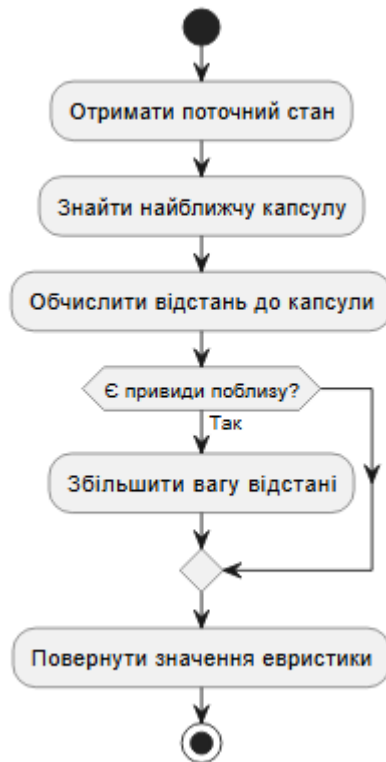 Отримати поточний стан
Знайти найближчу капсулу
Обчислити відстань до капсули
Є привиди поблизу?
Так
Збільшити вагу відстані
Повернути значення евристики